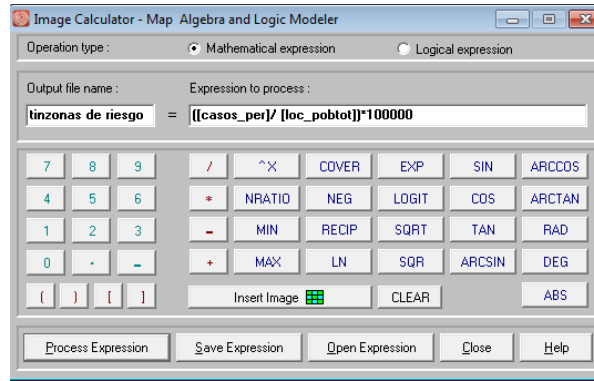 Image Calculator - Map Algebra and Logic Modeler
Operation type : Mathematical expression Logical expression
Output file name : Expression to process :
tinzonas de riesgo = ([casos_per]/ [loc_pobtot])*100000
7 8 9 / ^X COVER EXP SIN ARCCOS
4 5 6 * NRATIO NEG LOGIT COS ARCTAN
1 2 3 - MIN RECIP SQRT TAN RAD
0 . - + MAX LN SQR ARCSIN DEG
( ) [ ] Insert Image CLEAR ABS
Process Expression Save Expression Open Expression Close Help